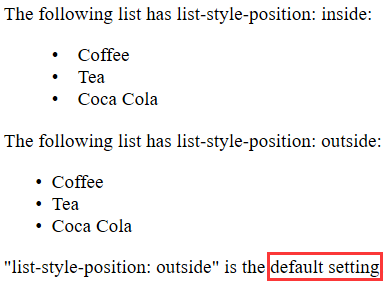 The following list has list-style-position: inside:
• Coffee
• Tea
• Coca Cola
The following list has list-style-position: outside:
• Coffee
• Tea
• Coca Cola
"list-style-position: outside" is the default setting